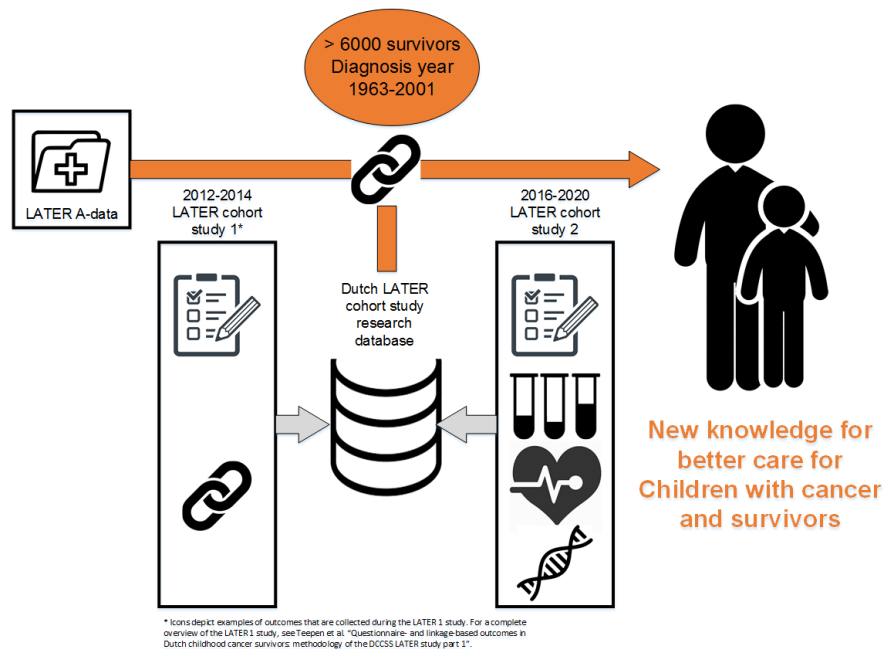 > 6000 survivors
Diagnosis year
1963-2001
LATER A-data
2012-2014
LATER cohort
study 1*
2016-2020
LATER cohort
study 2
Dutch LATER
cohort study
research
database
New knowledge for
better care for
Children with cancer
and survivors
* Icons depict examples of outcomes that are collected during the LATER 1 study. For a complete
overview of the LATER 1 study, see Teepen et al. "Questionnaire- and linkage-based outcomes in
Dutch childhood cancer survivors: methodology of the DCCSS LATER study part 1".